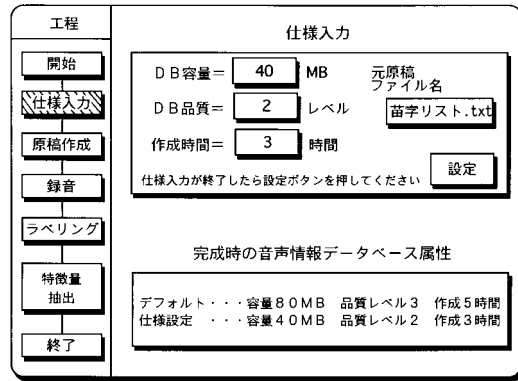 工程
開始
仕様入力
原稿作成
録音
ラベリング
特徴量
抽出
終了
仕様入力
DB容量= 40 MB
元原稿
ファイル名
DB品質= 2 レベル
苗字リスト.txt
作成時間= 3 時間
仕様入力が終了したら設定ボタンを押してください
設定
完成時の音声情報データベース属性
デフォルト・・・容量80MB 品質レベル3 作成5時間
仕様設定 ・・・容量40MB 品質レベル2 作成3時間